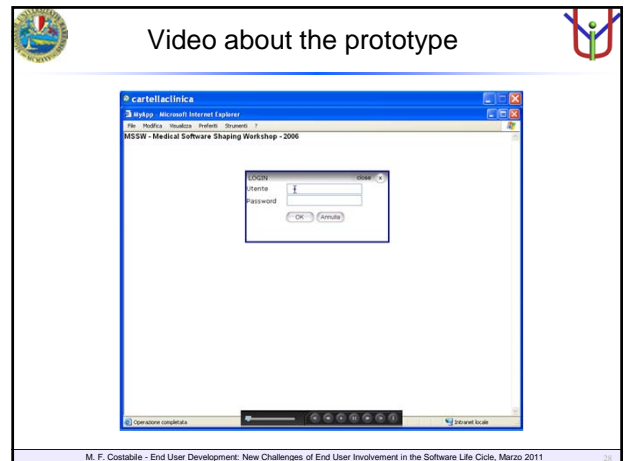 Video about the prototype
cartellaclinica
MyApp - Microsoft Internet Explorer
File Modifica Visualizza Preferiti Strumenti ?
MSSW - Medical Software Shaping Workshop - 2006
LOGIN close x
Utente
Password
OK Annulla
Operazione completata Intranet locale
M. F. Costabile - End User Development: New Challenges of End User Involvement in the Software Life Cicle, Marzo 2011 28